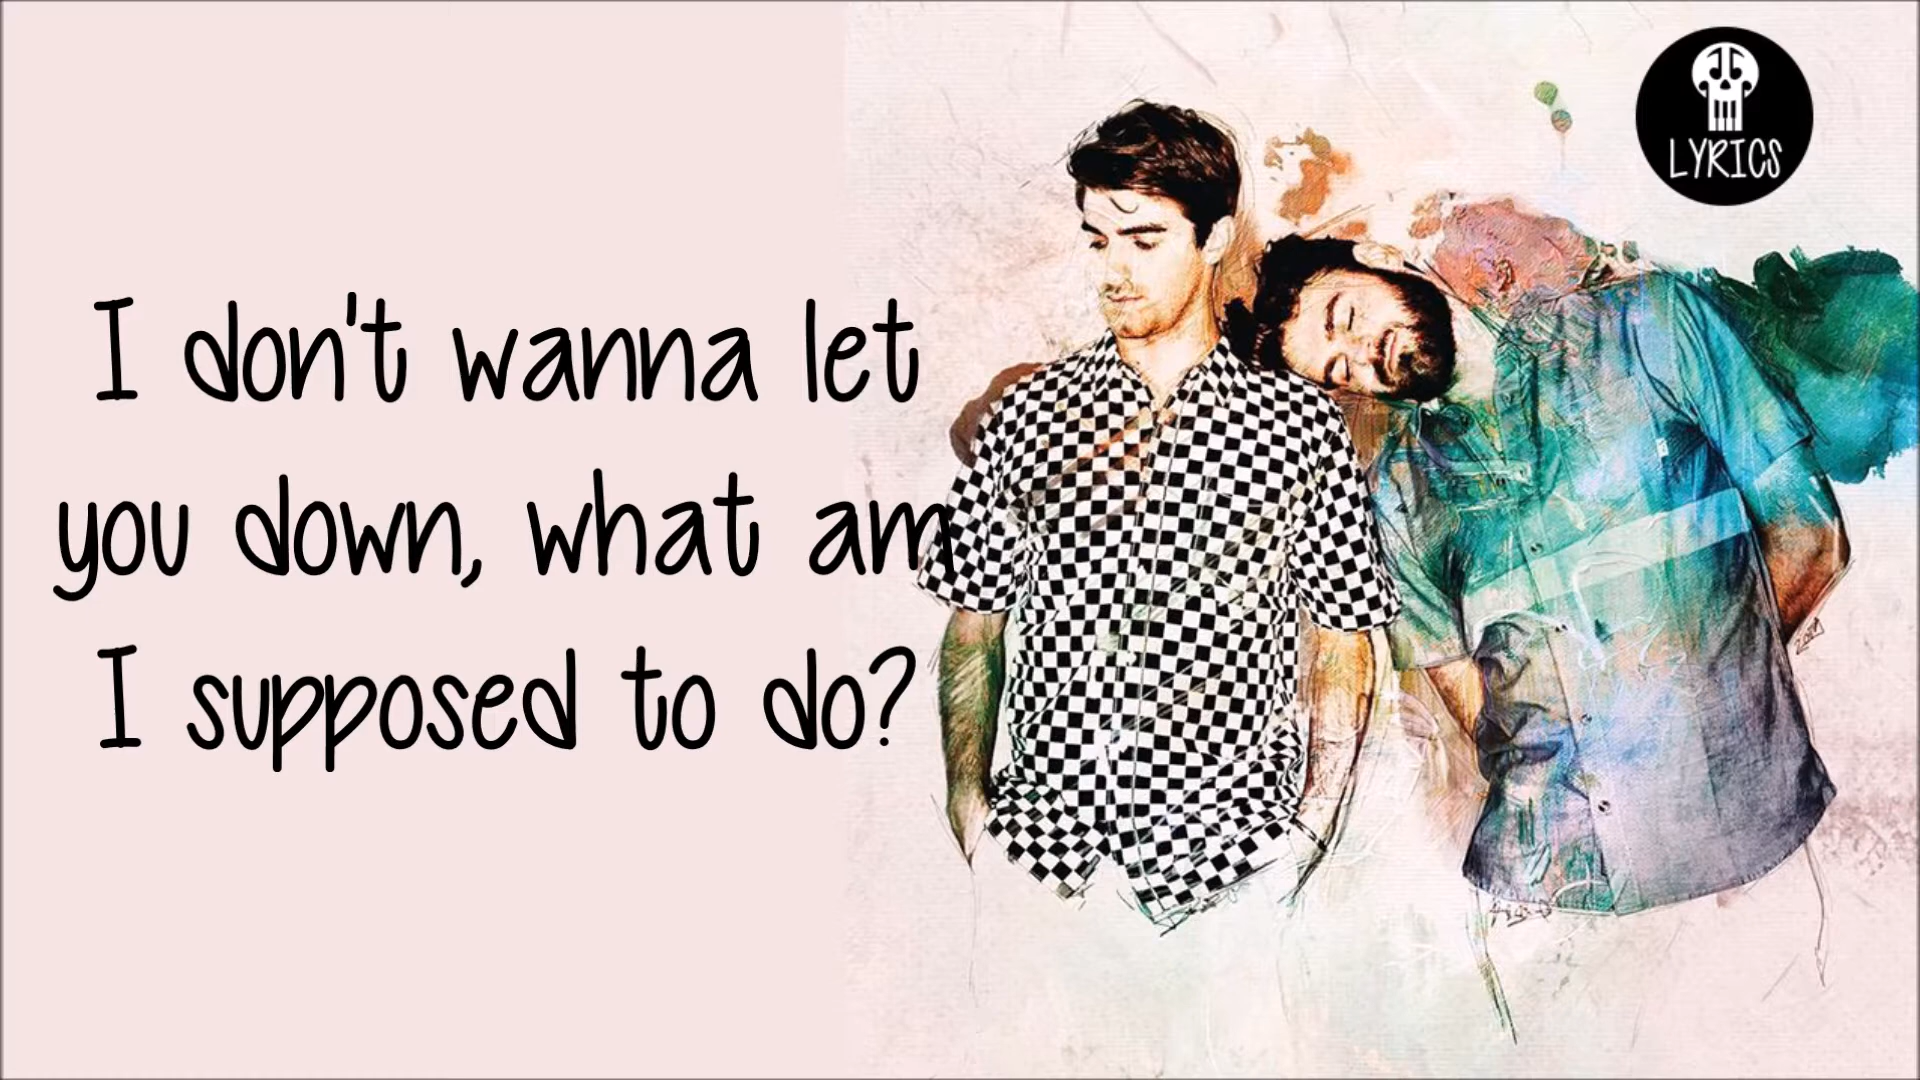 I don't wanna let
you down, what am
I supposed to do?
LYRICS